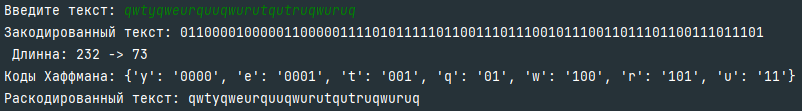 Введите текст: qwtyqweurquuqwurutqutruqwuruq
Закодированный текст: 0110000100000110000011110101111101100111011100101110011011101100111011101
Длинна: 232 -> 73
Коды Хаффмана: {'y': '0000', 'e': '0001', 't': '001', 'q': '01', 'w': '100', 'r': '101', 'u': '11'}
Раскодированный текст: qwtyqweurquuqwurutqutruqwuruq